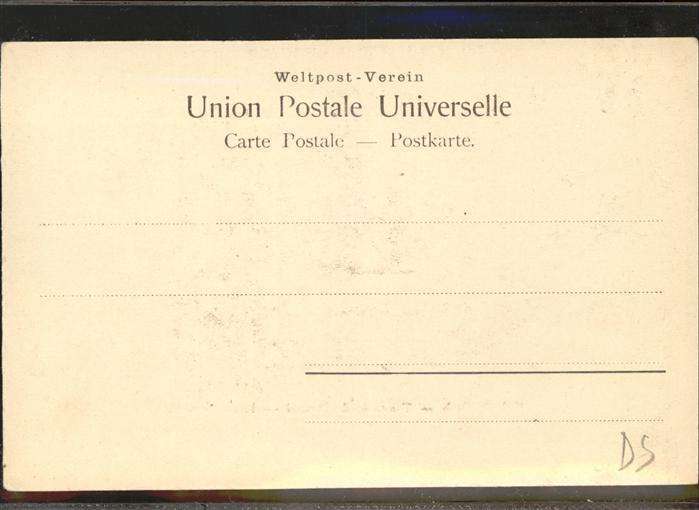 Weltpost-Verein
Union Postale Universelle
Carte Postale — Postkarte.
DS